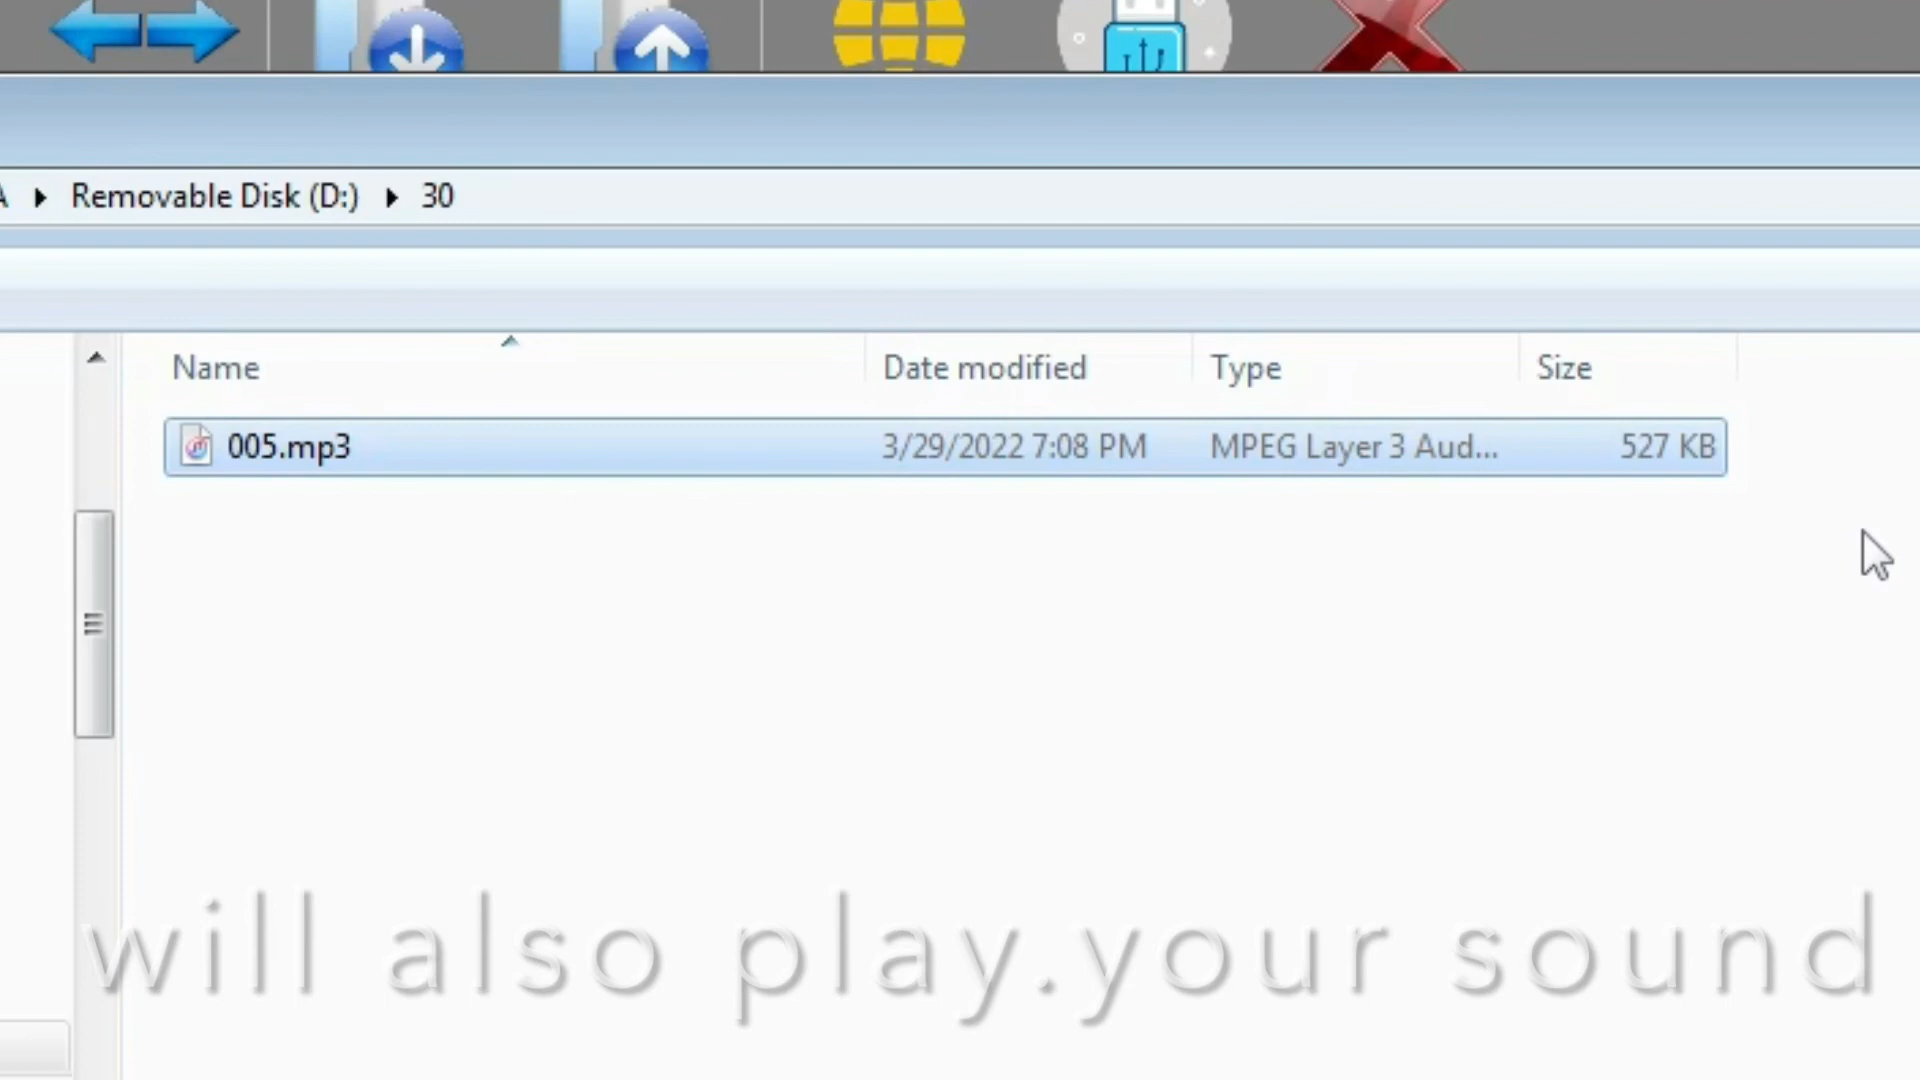 Removable Disk (D:) 30
Name Date modified Type Size
005.mp3 3/29/2022 7:08 PM MPEG Layer 3 Aud... 527 KB
will also play.your sound